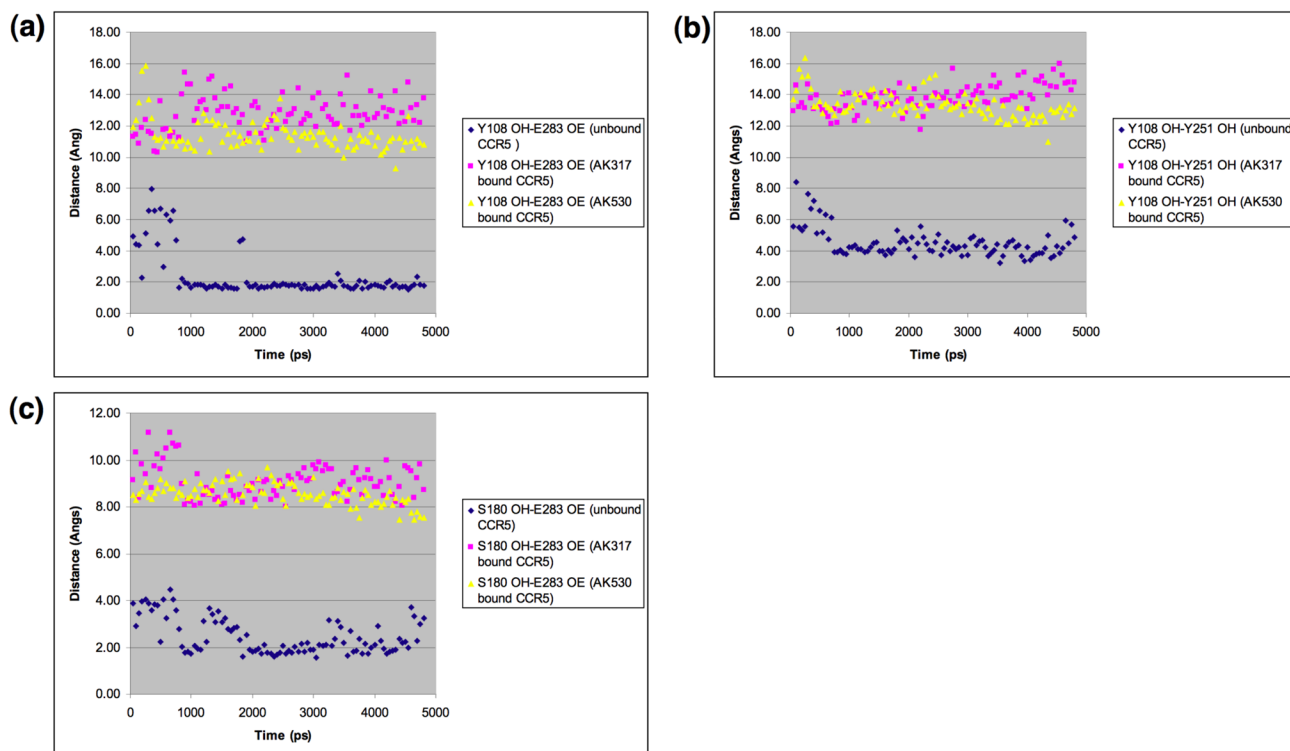 (a)
18.00
16.00
14.00
12.00
10.00
8.00
6.00
4.00
2.00
0.00
Distance (Ang)
0 1000 2000 3000 4000 5000
Time (ps)
Y108 OH-E283 OE (unbound
CCR5 )
Y108 OH-E283 OE (AK317
bound CCR5)
Y108 OH-E283 OE (AK530
bound CCR5)
(b)
18.00
16.00
14.00
12.00
10.00
8.00
6.00
4.00
2.00
0.00
Distance (Angs)
0 1000 2000 3000 4000 5000
Time (ps)
Y108 OH-Y251 OH (unbound
CCR5)
Y108 OH-Y251 OH (AK317
bound CCR5)
Y108 OH-Y251 OH (AK530
bound CCR5)
(c)
12.00
10.00
8.00
6.00
4.00
2.00
0.00
Distance (Angs)
0 1000 2000 3000 4000 5000
Time (ps)
S180 OH-E283 OE (unbound
CCR5)
S180 OH-E283 OE (AK317
bound CCR5)
S180 OH-E283 OE (AK530
bound CCR5)